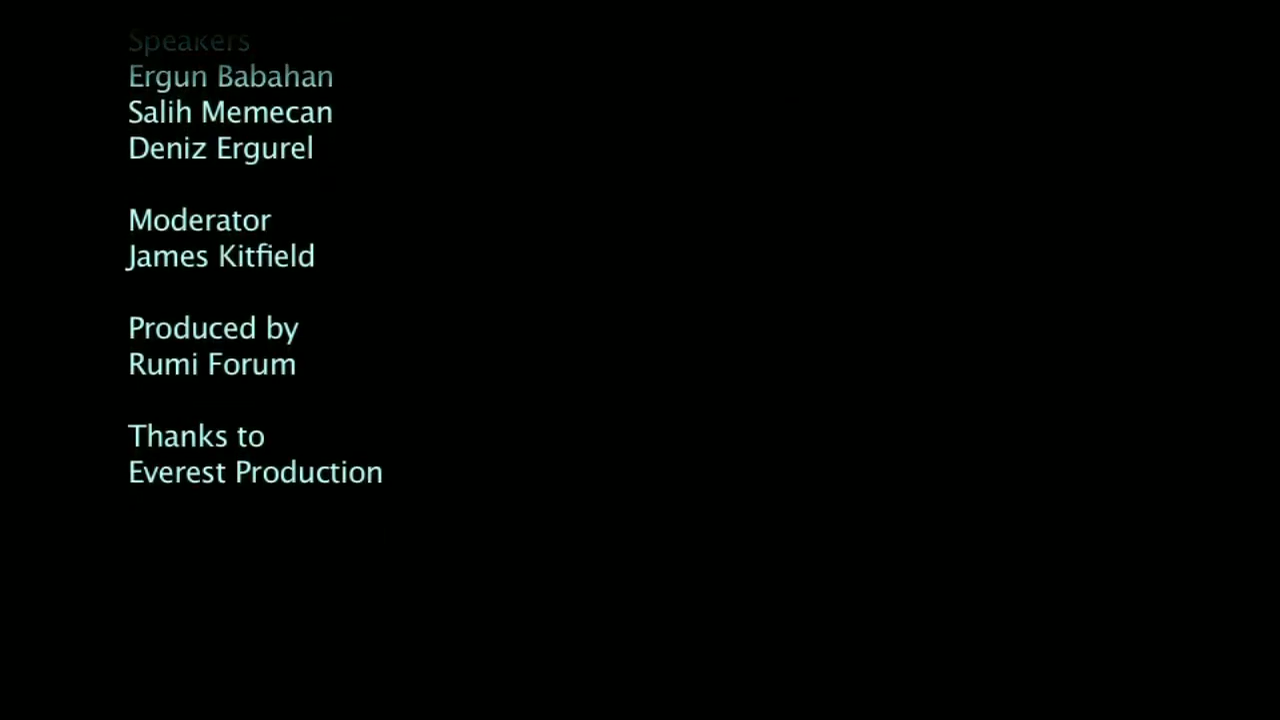 Speakers
Ergun Babahan
Salih Memecan
Deniz Ergurel
Moderator
James Kitfield
Produced by
Rumi Forum
Thanks to
Everest Production